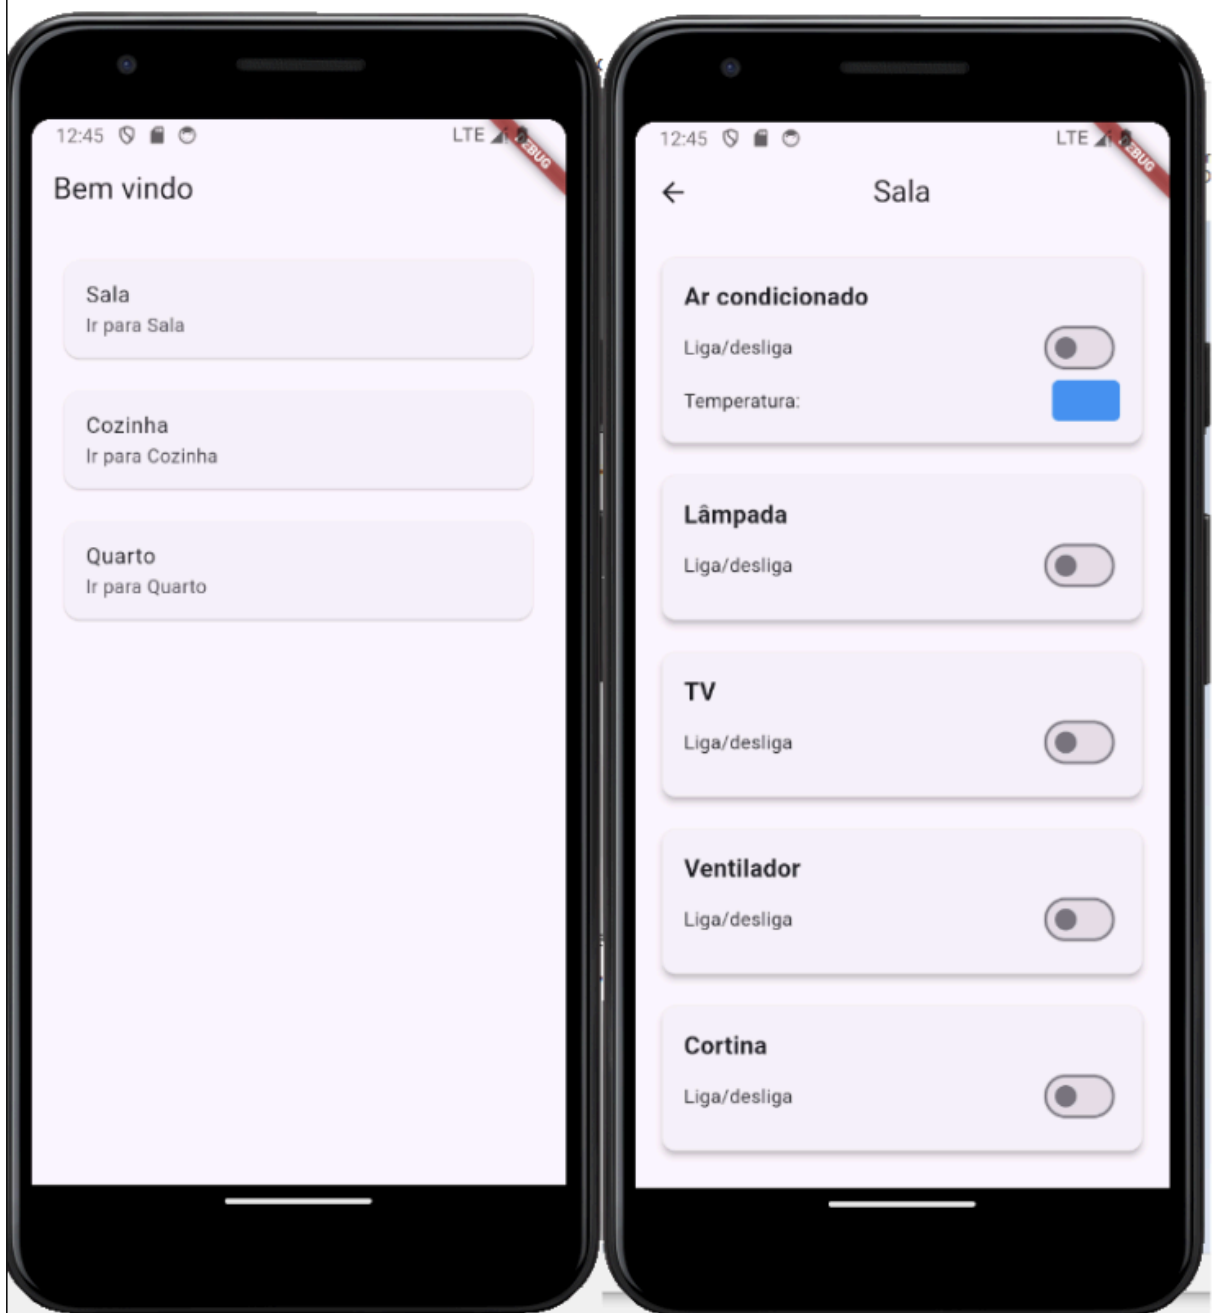 12:45
LTE
DEBUG
Bem vindo
Sala
Ir para Sala
Cozinha
Ir para Cozinha
Quarto
Ir para Quarto
12:45
LTE
DEBUG
Sala
Ar condicionado
Liga/desliga
Temperatura:
Lâmpada
Liga/desliga
TV
Liga/desliga
Ventilador
Liga/desliga
Cortina
Liga/desliga